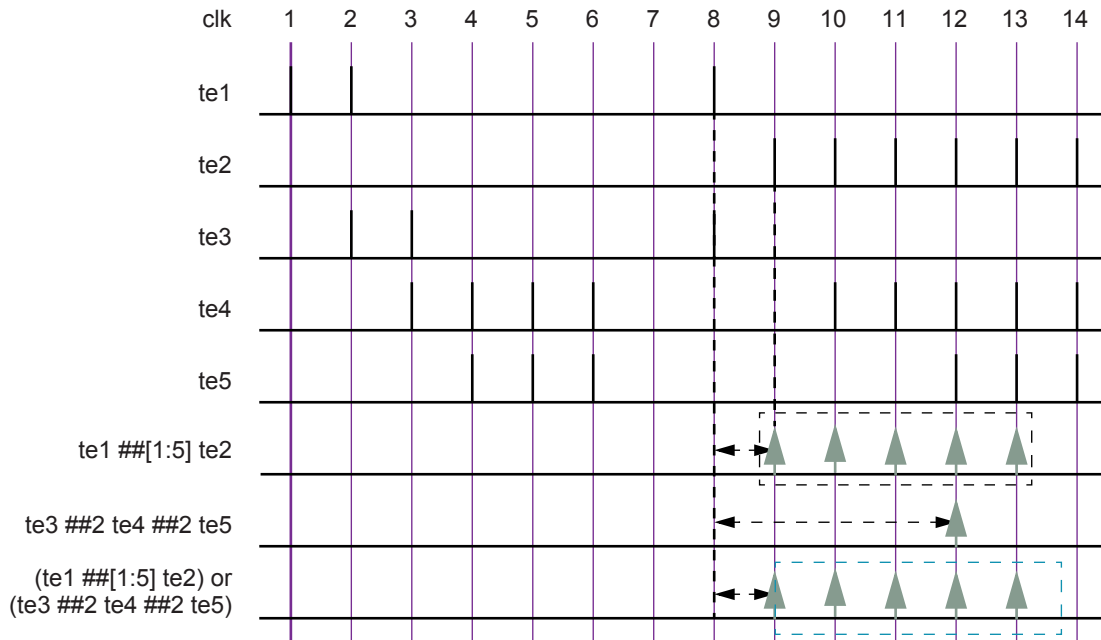 clk 1 2 3 4 5 6 7 8 9 10 11 12 13 14
te1
te2
te3
te4
te5
te1 ##[1:5] te2
te3 ##2 te4 ##2 te5
(te1 ##[1:5] te2) or
(te3 ##2 te4 ##2 te5)